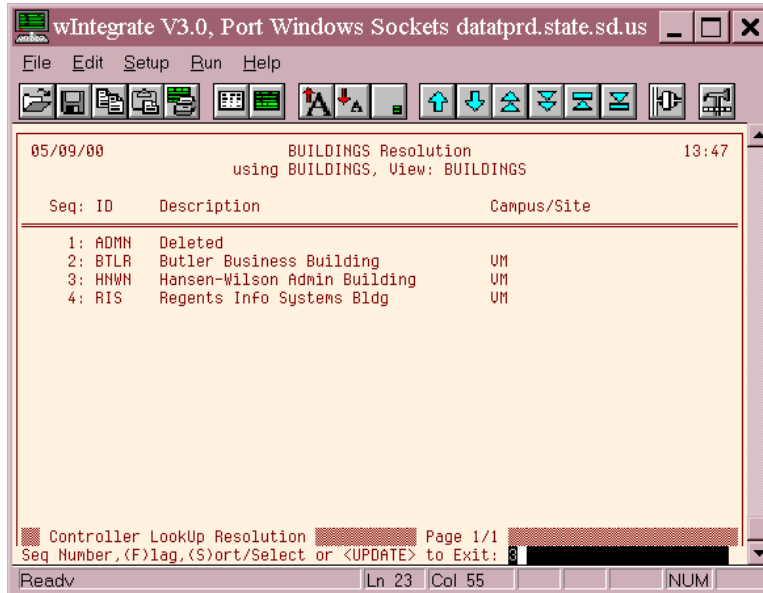 wIntegrate V3.0, Port Windows Sockets datatprd.state.sd.us
File Edit Setup Run Help
05/09/00 BUILDINGS Resolution 13:47
using BUILDINGS, View: BUILDINGS
Seq: ID Description Campus/Site
1: ADMN Deleted
2: BTLR Butler Business Building VM
3: HNWN Hansen-Wilson Admin Building VM
4: RIS Regents Info Systems Bldg VM
Controller LookUp Resolution Page 1/1
Seq Number,(F)lag,(S)ort/Select or <UPDATE> to Exit: 3
Ready Ln 23 Col 55 NUM